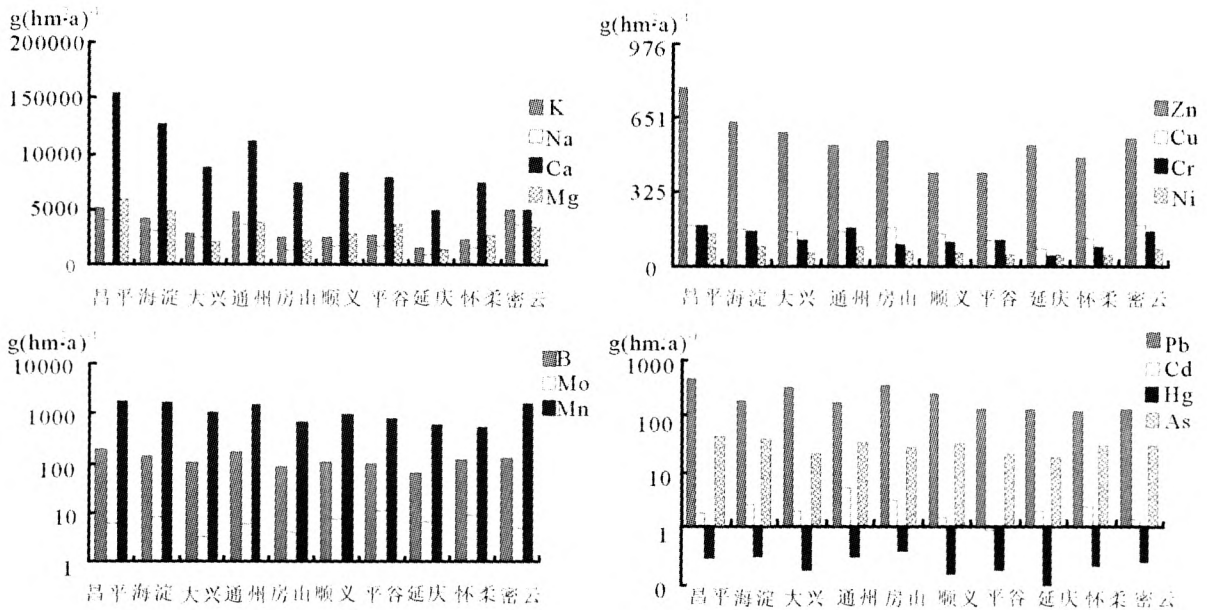 g(hm²·a)⁻¹
200000
150000
10000
5000
0
K
Na
Ca
Mg
昌平 海淀 大兴 通州 房山 顺义 平谷 延庆 怀柔 密云
g(hm²·a)⁻¹
976
651
325
0
Zn
Cu
Cr
Ni
昌平 海淀 大兴 通州 房山 顺义 平谷 延庆 怀柔 密云
g(hm²·a)⁻¹
10000
1000
100
10
1
B
Mo
Mn
昌平 海淀 大兴 通州 房山 顺义 平谷 延庆 怀柔 密云
g(hm²·a)⁻¹
1000
100
10
1
0
Pb
Cd
Hg
As
昌平 海淀 大兴 通州 房山 顺义 平谷 延庆 怀柔 密云